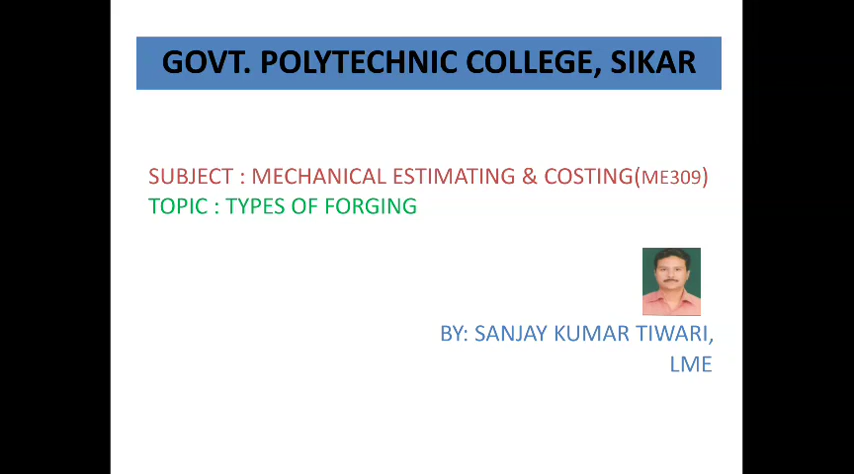 GOVT. POLYTECHNIC COLLEGE, SIKAR
SUBJECT : MECHANICAL ESTIMATING & COSTING(ME309)
TOPIC : TYPES OF FORGING
BY: SANJAY KUMAR TIWARI,
LME